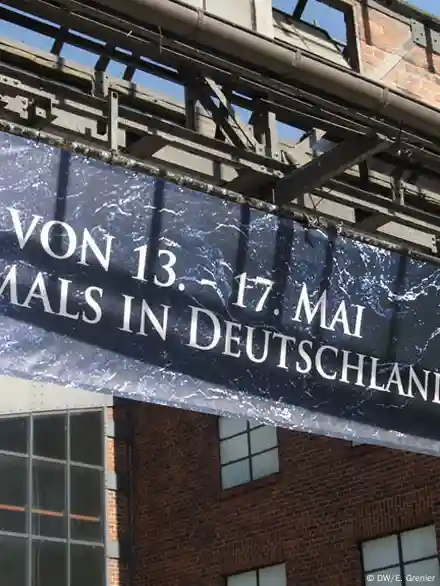 VON 13. - 17. MAI
MALS IN DEUTSCHLAND
© DW/E. Grenier